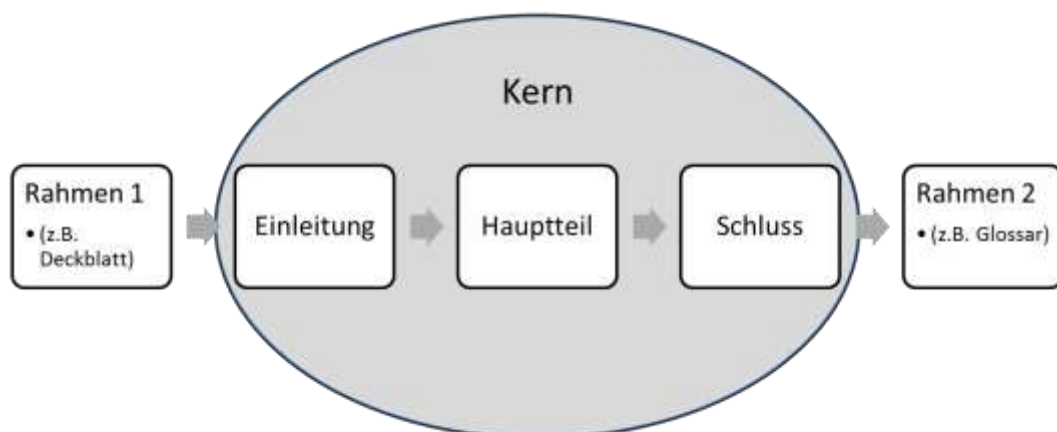 Kern
Rahmen 1
• (z.B.
Deckblatt)
Einleitung
Hauptteil
Schluss
Rahmen 2
• (z.B. Glossar)